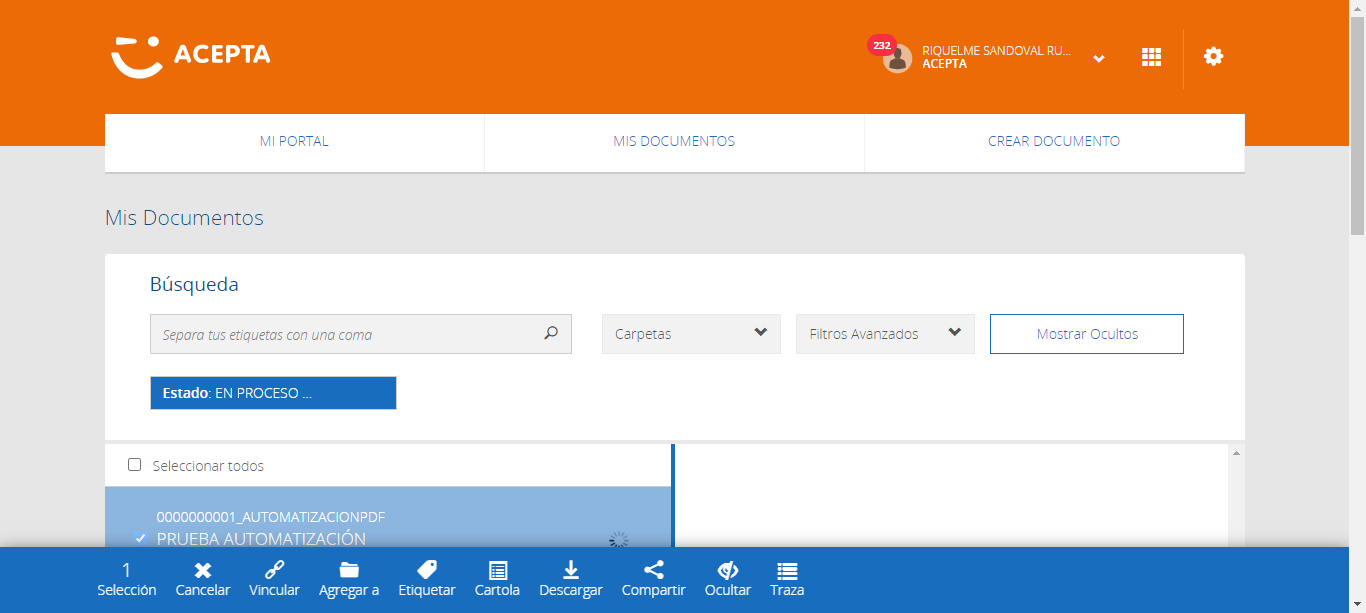 ACEPTA
232
RIQUELME SANDOVAL RU...
ACEPTA
MI PORTAL
MIS DOCUMENTOS
CREAR DOCUMENTO
Mis Documentos
Búsqueda
Separa tus etiquetas con una coma
Carpetas
Filtros Avanzados
Mostrar Ocultos
Estado: EN PROCESO ...
Seleccionar todos
0000000001_AUTOMATIZACIONPDF
PRUEBA AUTOMATIZACIÓN
1
Selección
Cancelar
Vincular
Agregar a
Etiquetar
Cartola
Descargar
Compartir
Ocultar
Traza